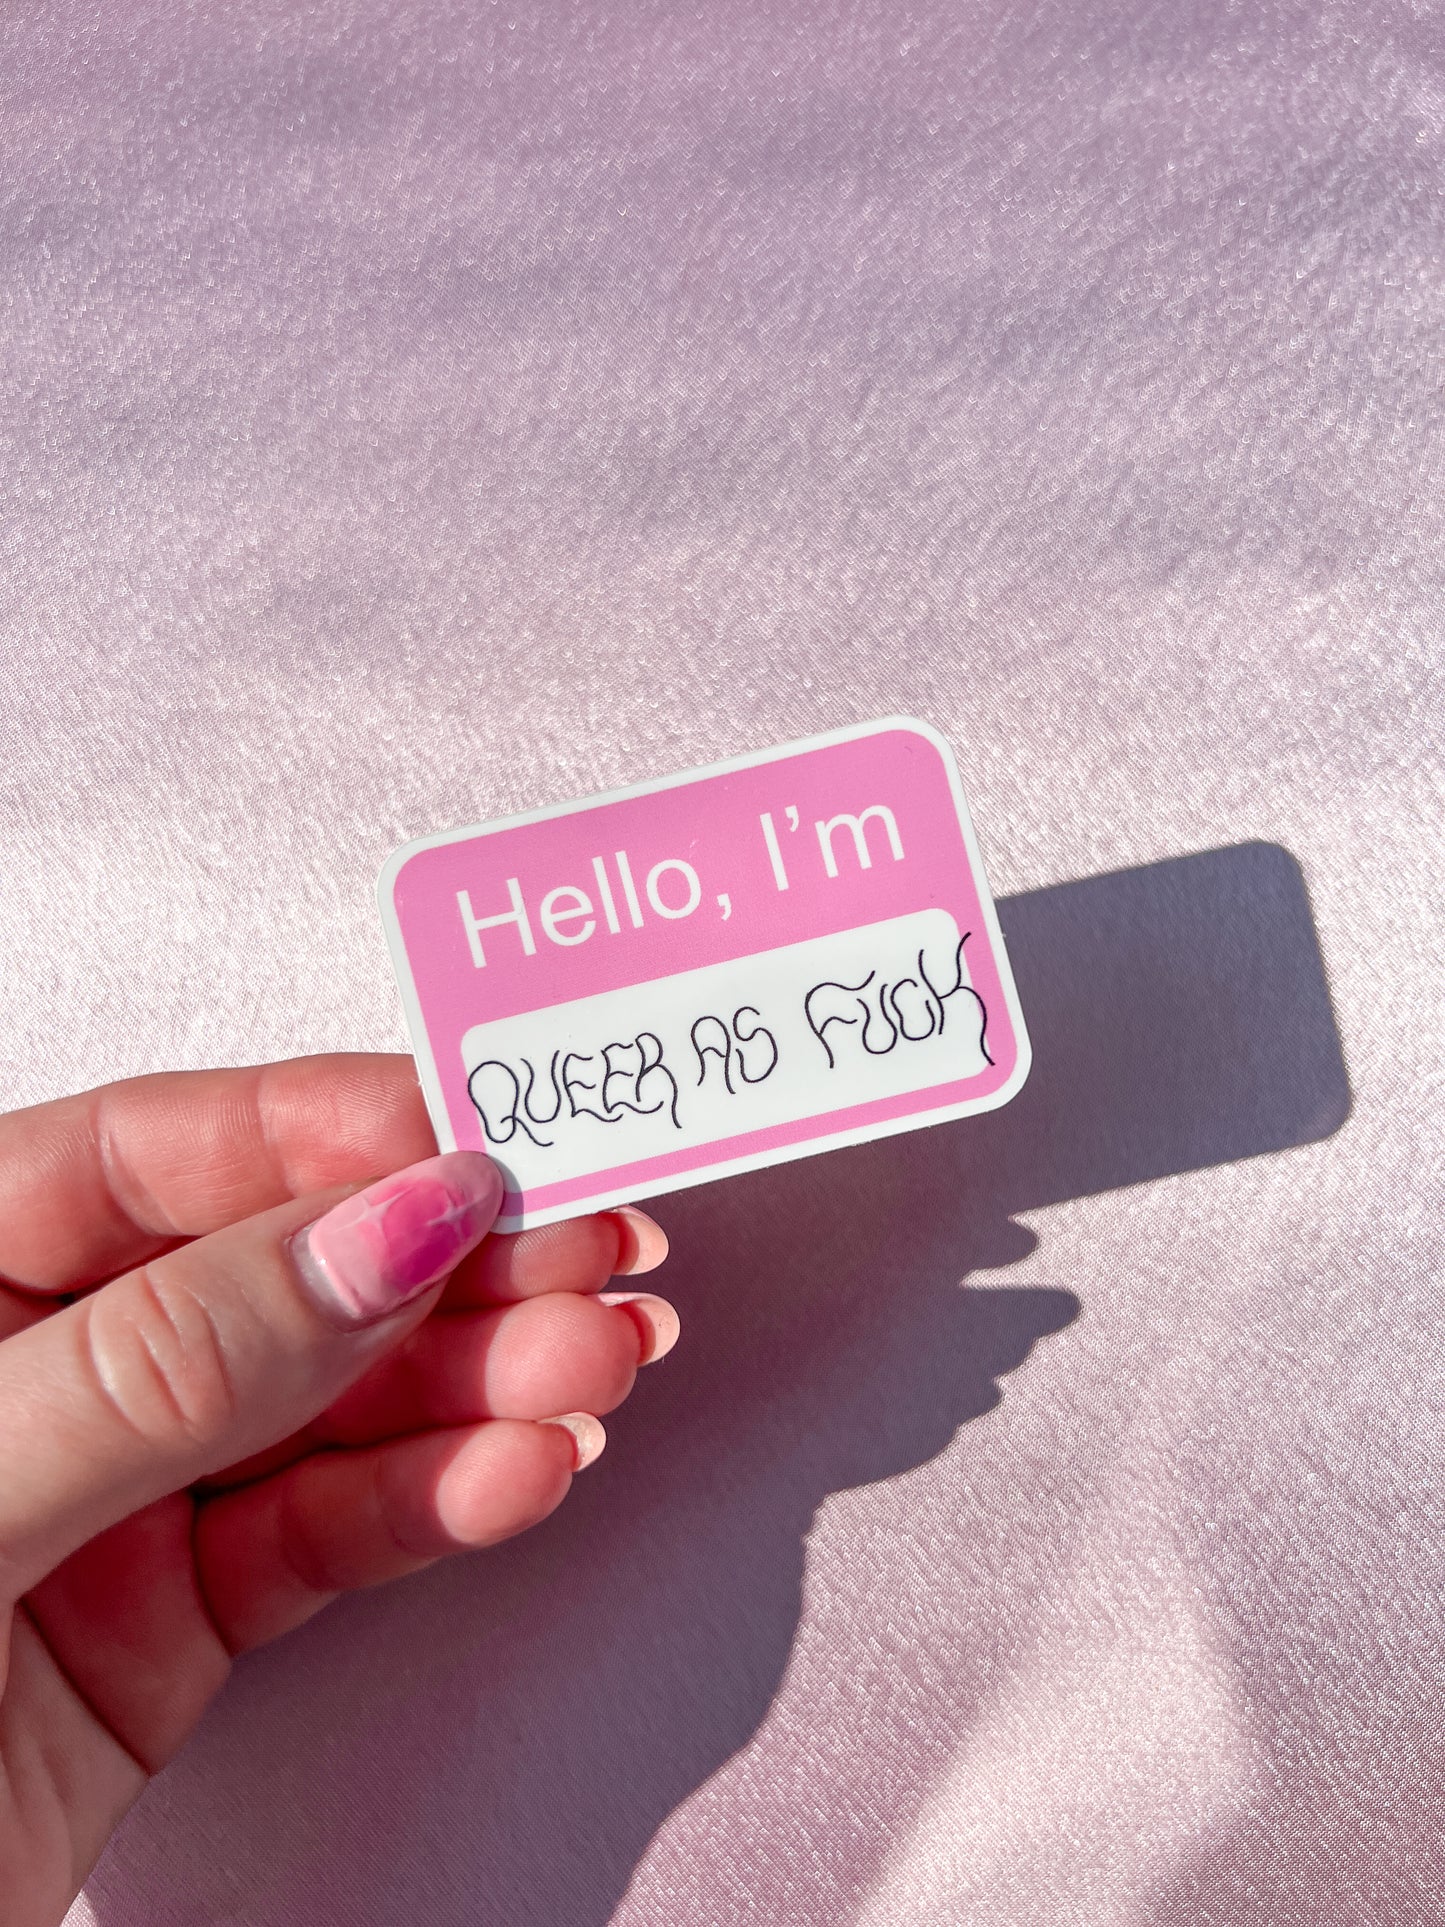 Hello, I'm
QUEER AS FUCK